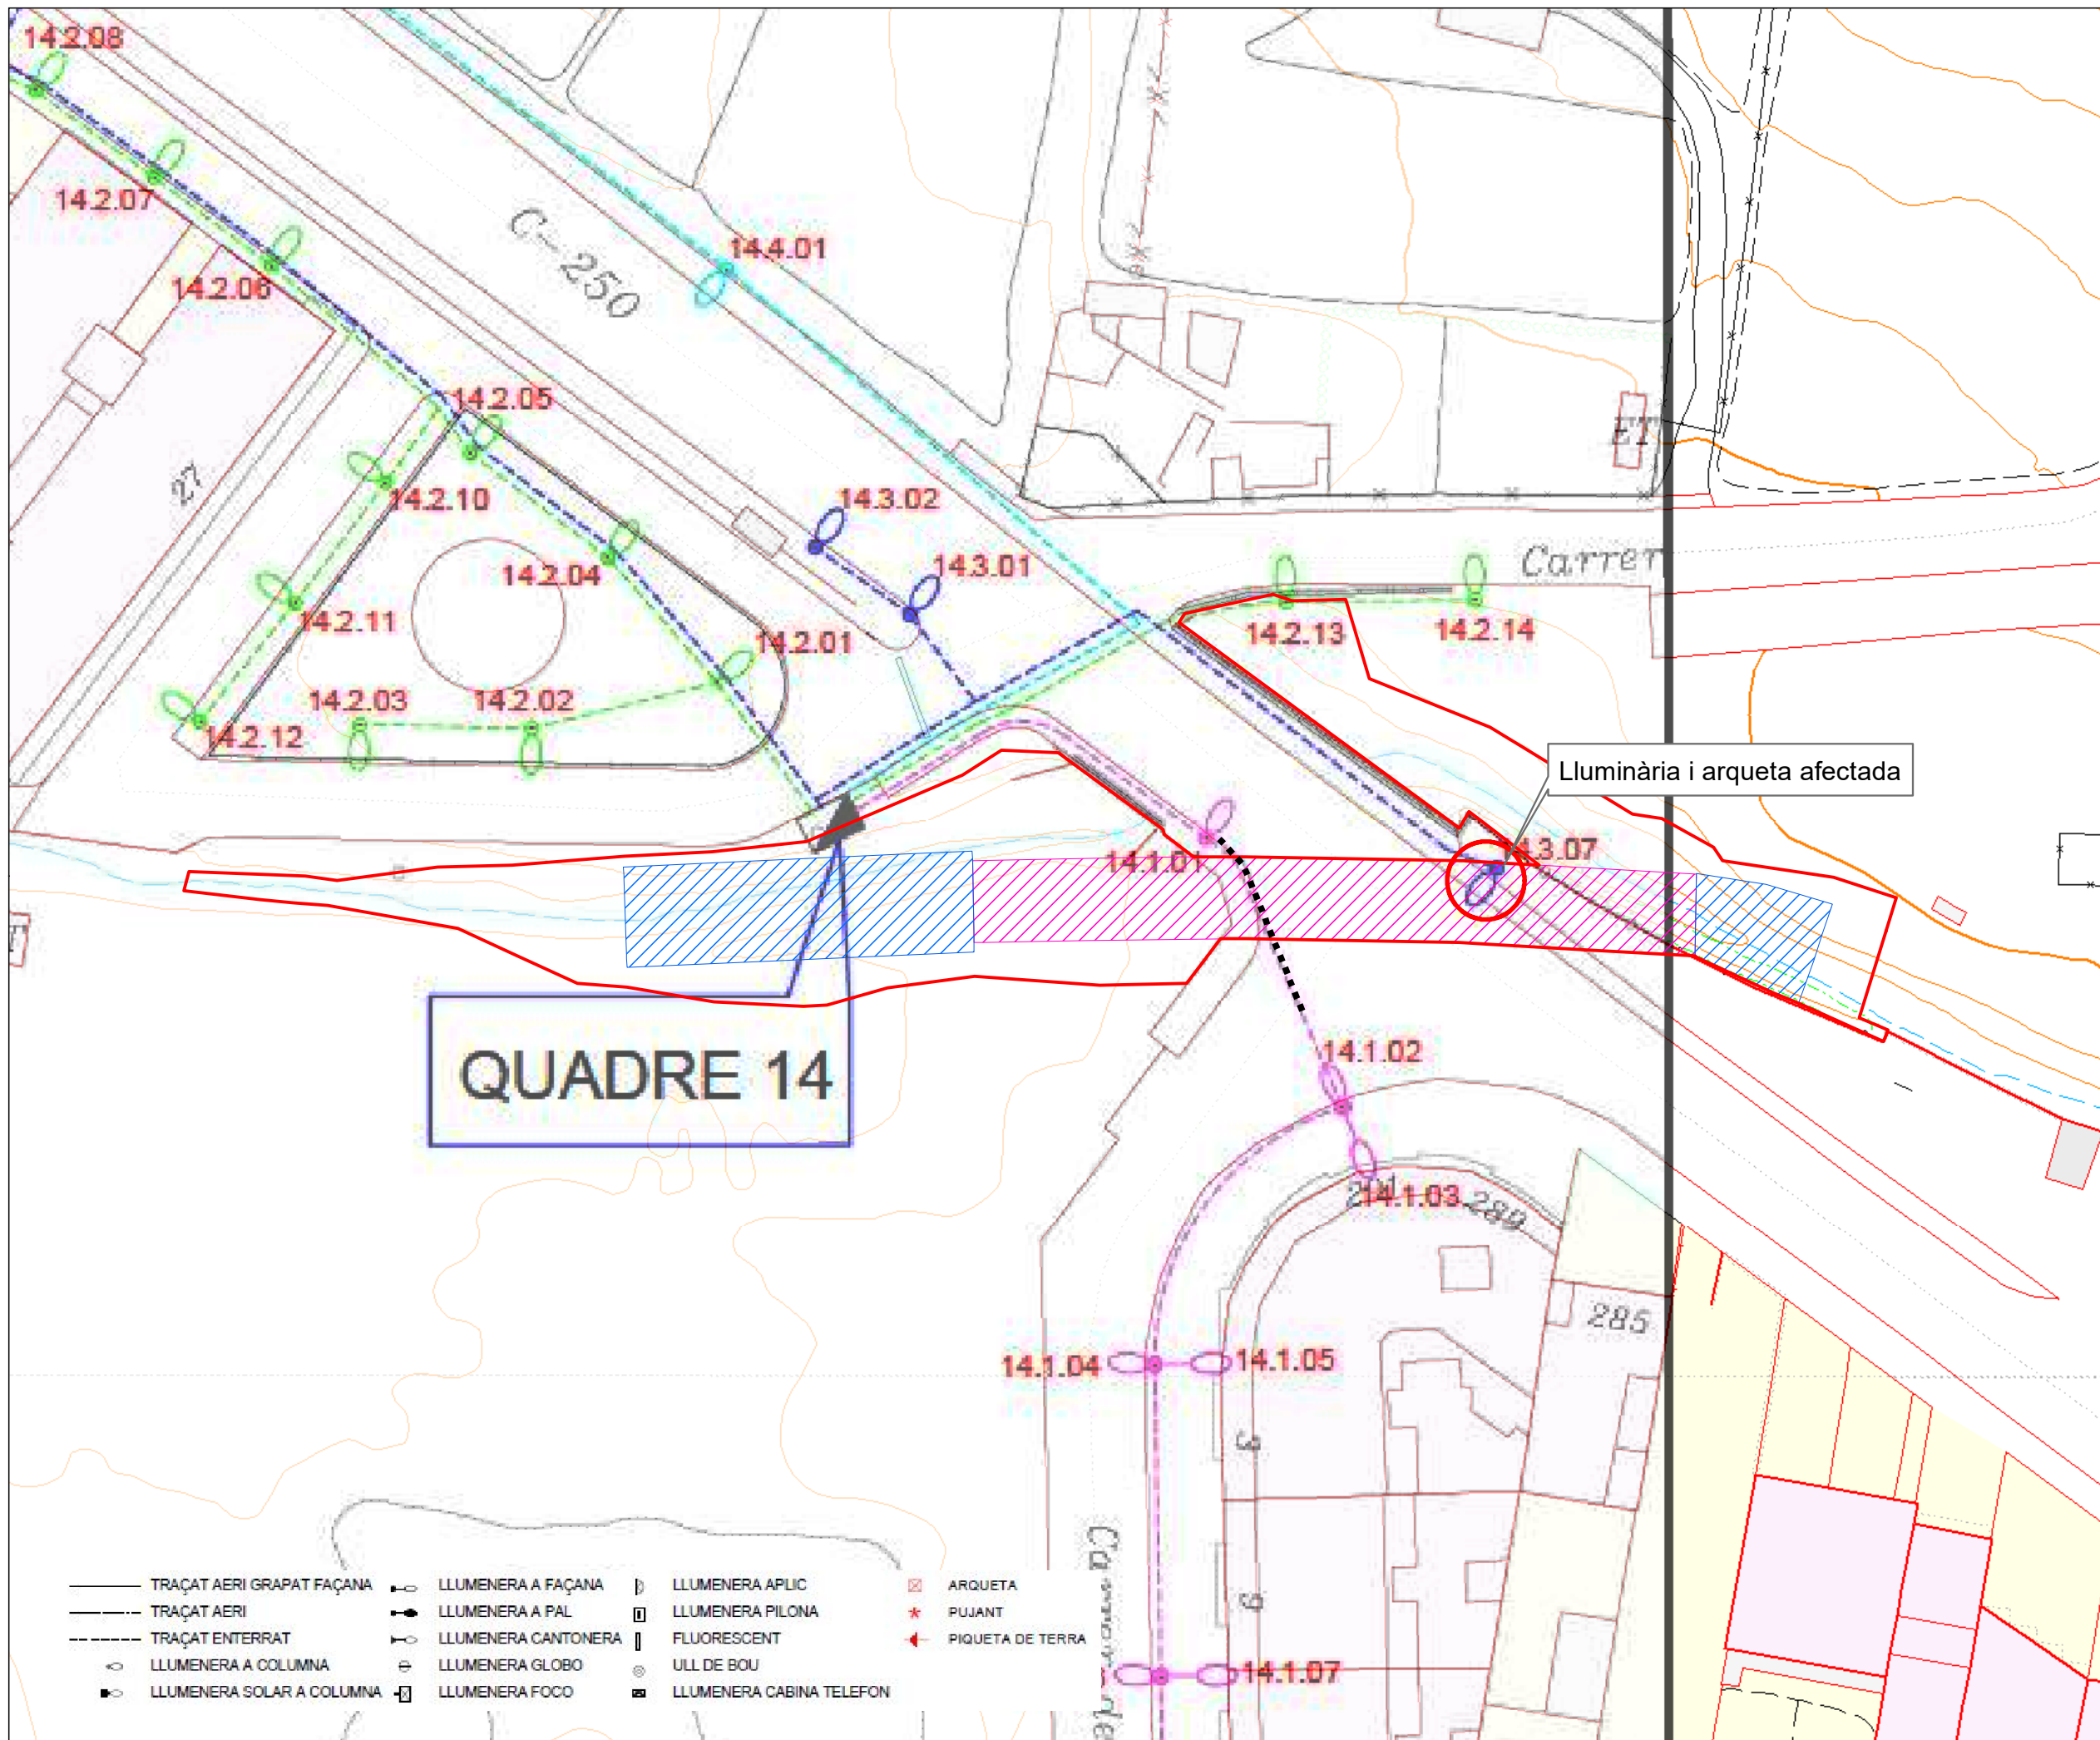 14.2.08
14.2.07
14.2.06
C-250
14.4.01
14.2.05
14.2.10
27
14.3.02
14.3.01
ET
Carrer
14.2.04
14.2.11
14.2.01
14.2.13
14.2.14
14.2.03
14.2.02
14.2.12
Lluminària i arqueta afectada
14.1.01
QUADRE 14
14.1.02
14.1.03
289
285
14.1.04
14.1.05
3
9
14.1.07
TRAÇAT AERI GRAPAT FAÇANA
LLUMENERA A FAÇANA
LLUMENERA APLIC
ARQUETA
TRAÇAT AERI
LLUMENERA A PAL
LLUMENERA PILONA
PUJANT
TRAÇAT ENTERRAT
LLUMENERA CANTONERA
FLUORESCENT
PIQUETA DE TERRA
LLUMENERA A COLUMNA
LLUMENERA GLOBO
ULL DE BOU
LLUMENERA SOLAR A COLUMNA
LLUMENERA FOCO
LLUMENERA CABINA TELEFON